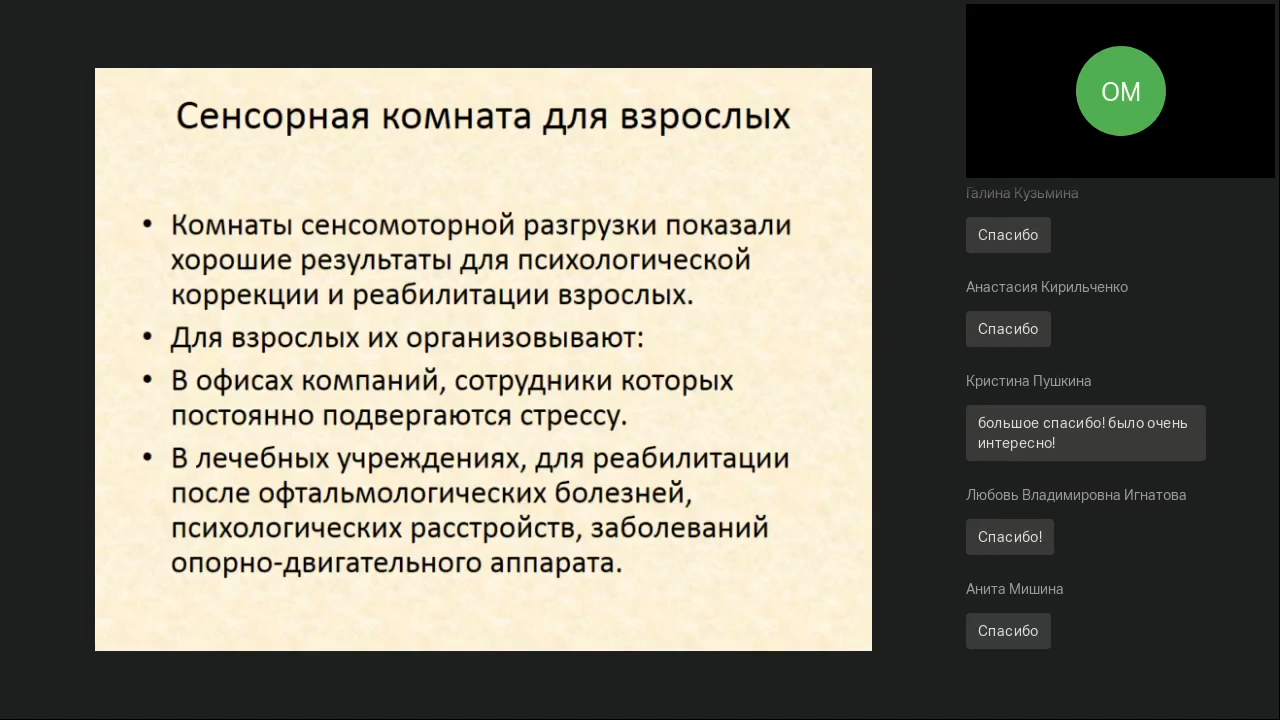 Сенсорная комната для взрослых
• Комнаты сенсомоторной разгрузки показали
хорошие результаты для психологической
коррекции и реабилитации взрослых.
• Для взрослых их организовывают:
• В офисах компаний, сотрудники которых
постоянно подвергаются стрессу.
• В лечебных учреждениях, для реабилитации
после офтальмологических болезней,
психологических расстройств, заболеваний
опорно-двигательного аппарата.
ОМ
Галина Кузьмина
Спасибо
Анастасия Кирильченко
Спасибо
Кристина Пушкина
большое спасибо! было очень
интересно!
Любовь Владимировна Игнатова
Спасибо!
Анита Мишина
Спасибо